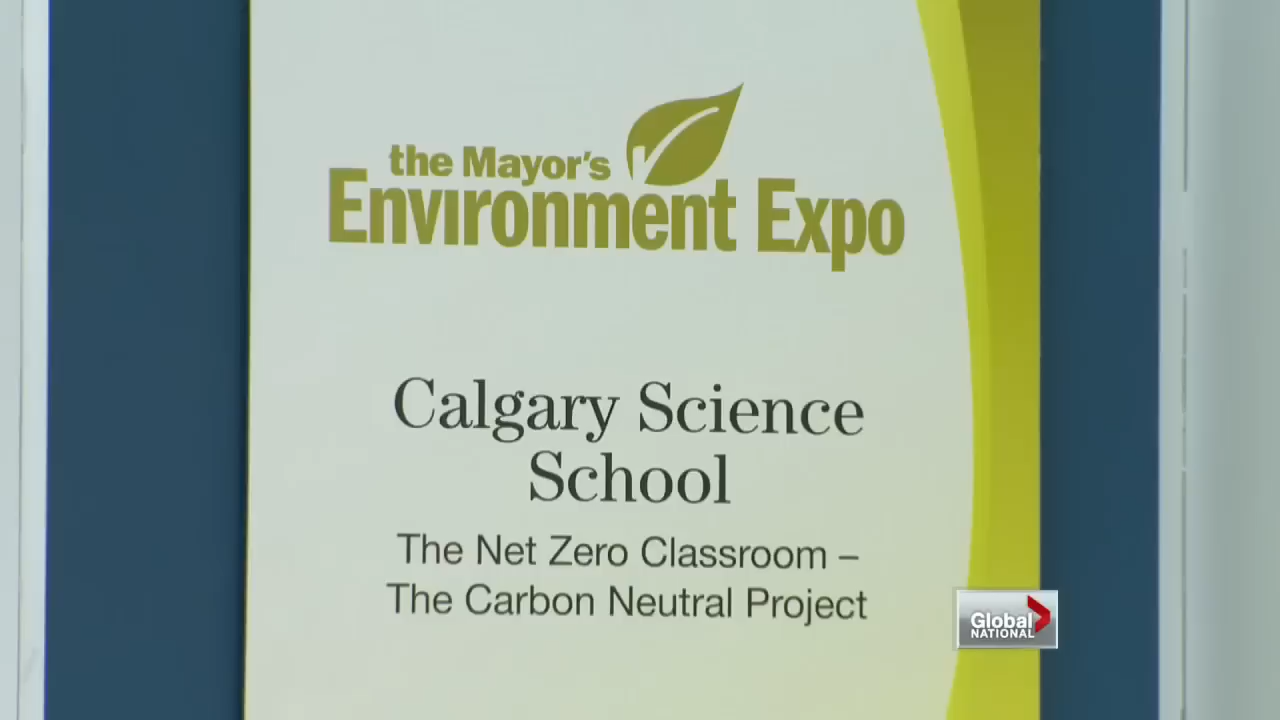 the Mayor's
Environment Expo
Calgary Science
School
The Net Zero Classroom –
The Carbon Neutral Project
Global
NATIONAL